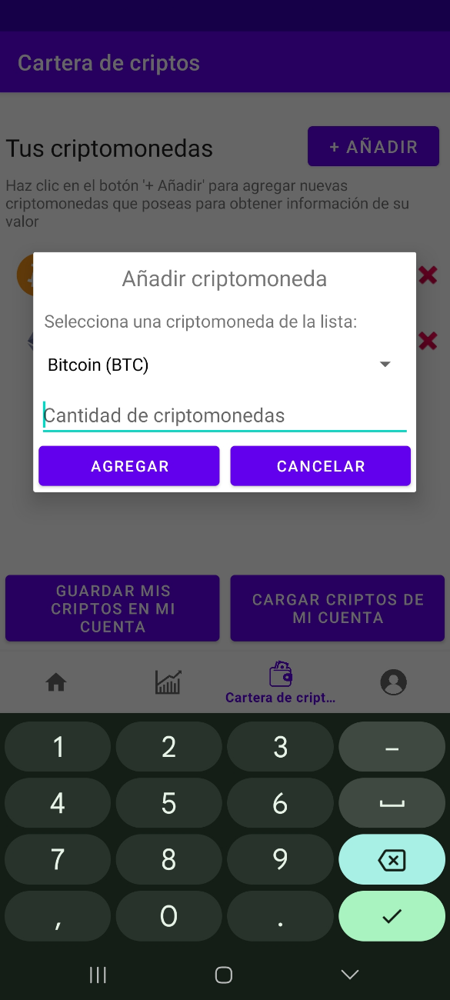 Cartera de criptos
Tus criptomonedas
+ AÑADIR
Haz clic en el botón '+ Añadir' para agregar nuevas
criptomonedas que poseas para obtener información de su
valor
Añadir criptomoneda
Selecciona una criptomoneda de la lista:
Bitcoin (BTC)
Cantidad de criptomonedas
AGREGAR
CANCELAR
GUARDAR MIS
CRIPTOS EN MI
CUENTA
CARGAR CRIPTOS DE
MI CUENTA
Cartera de cript...
1 2 3 –
4 5 6
7 8 9
, 0 .